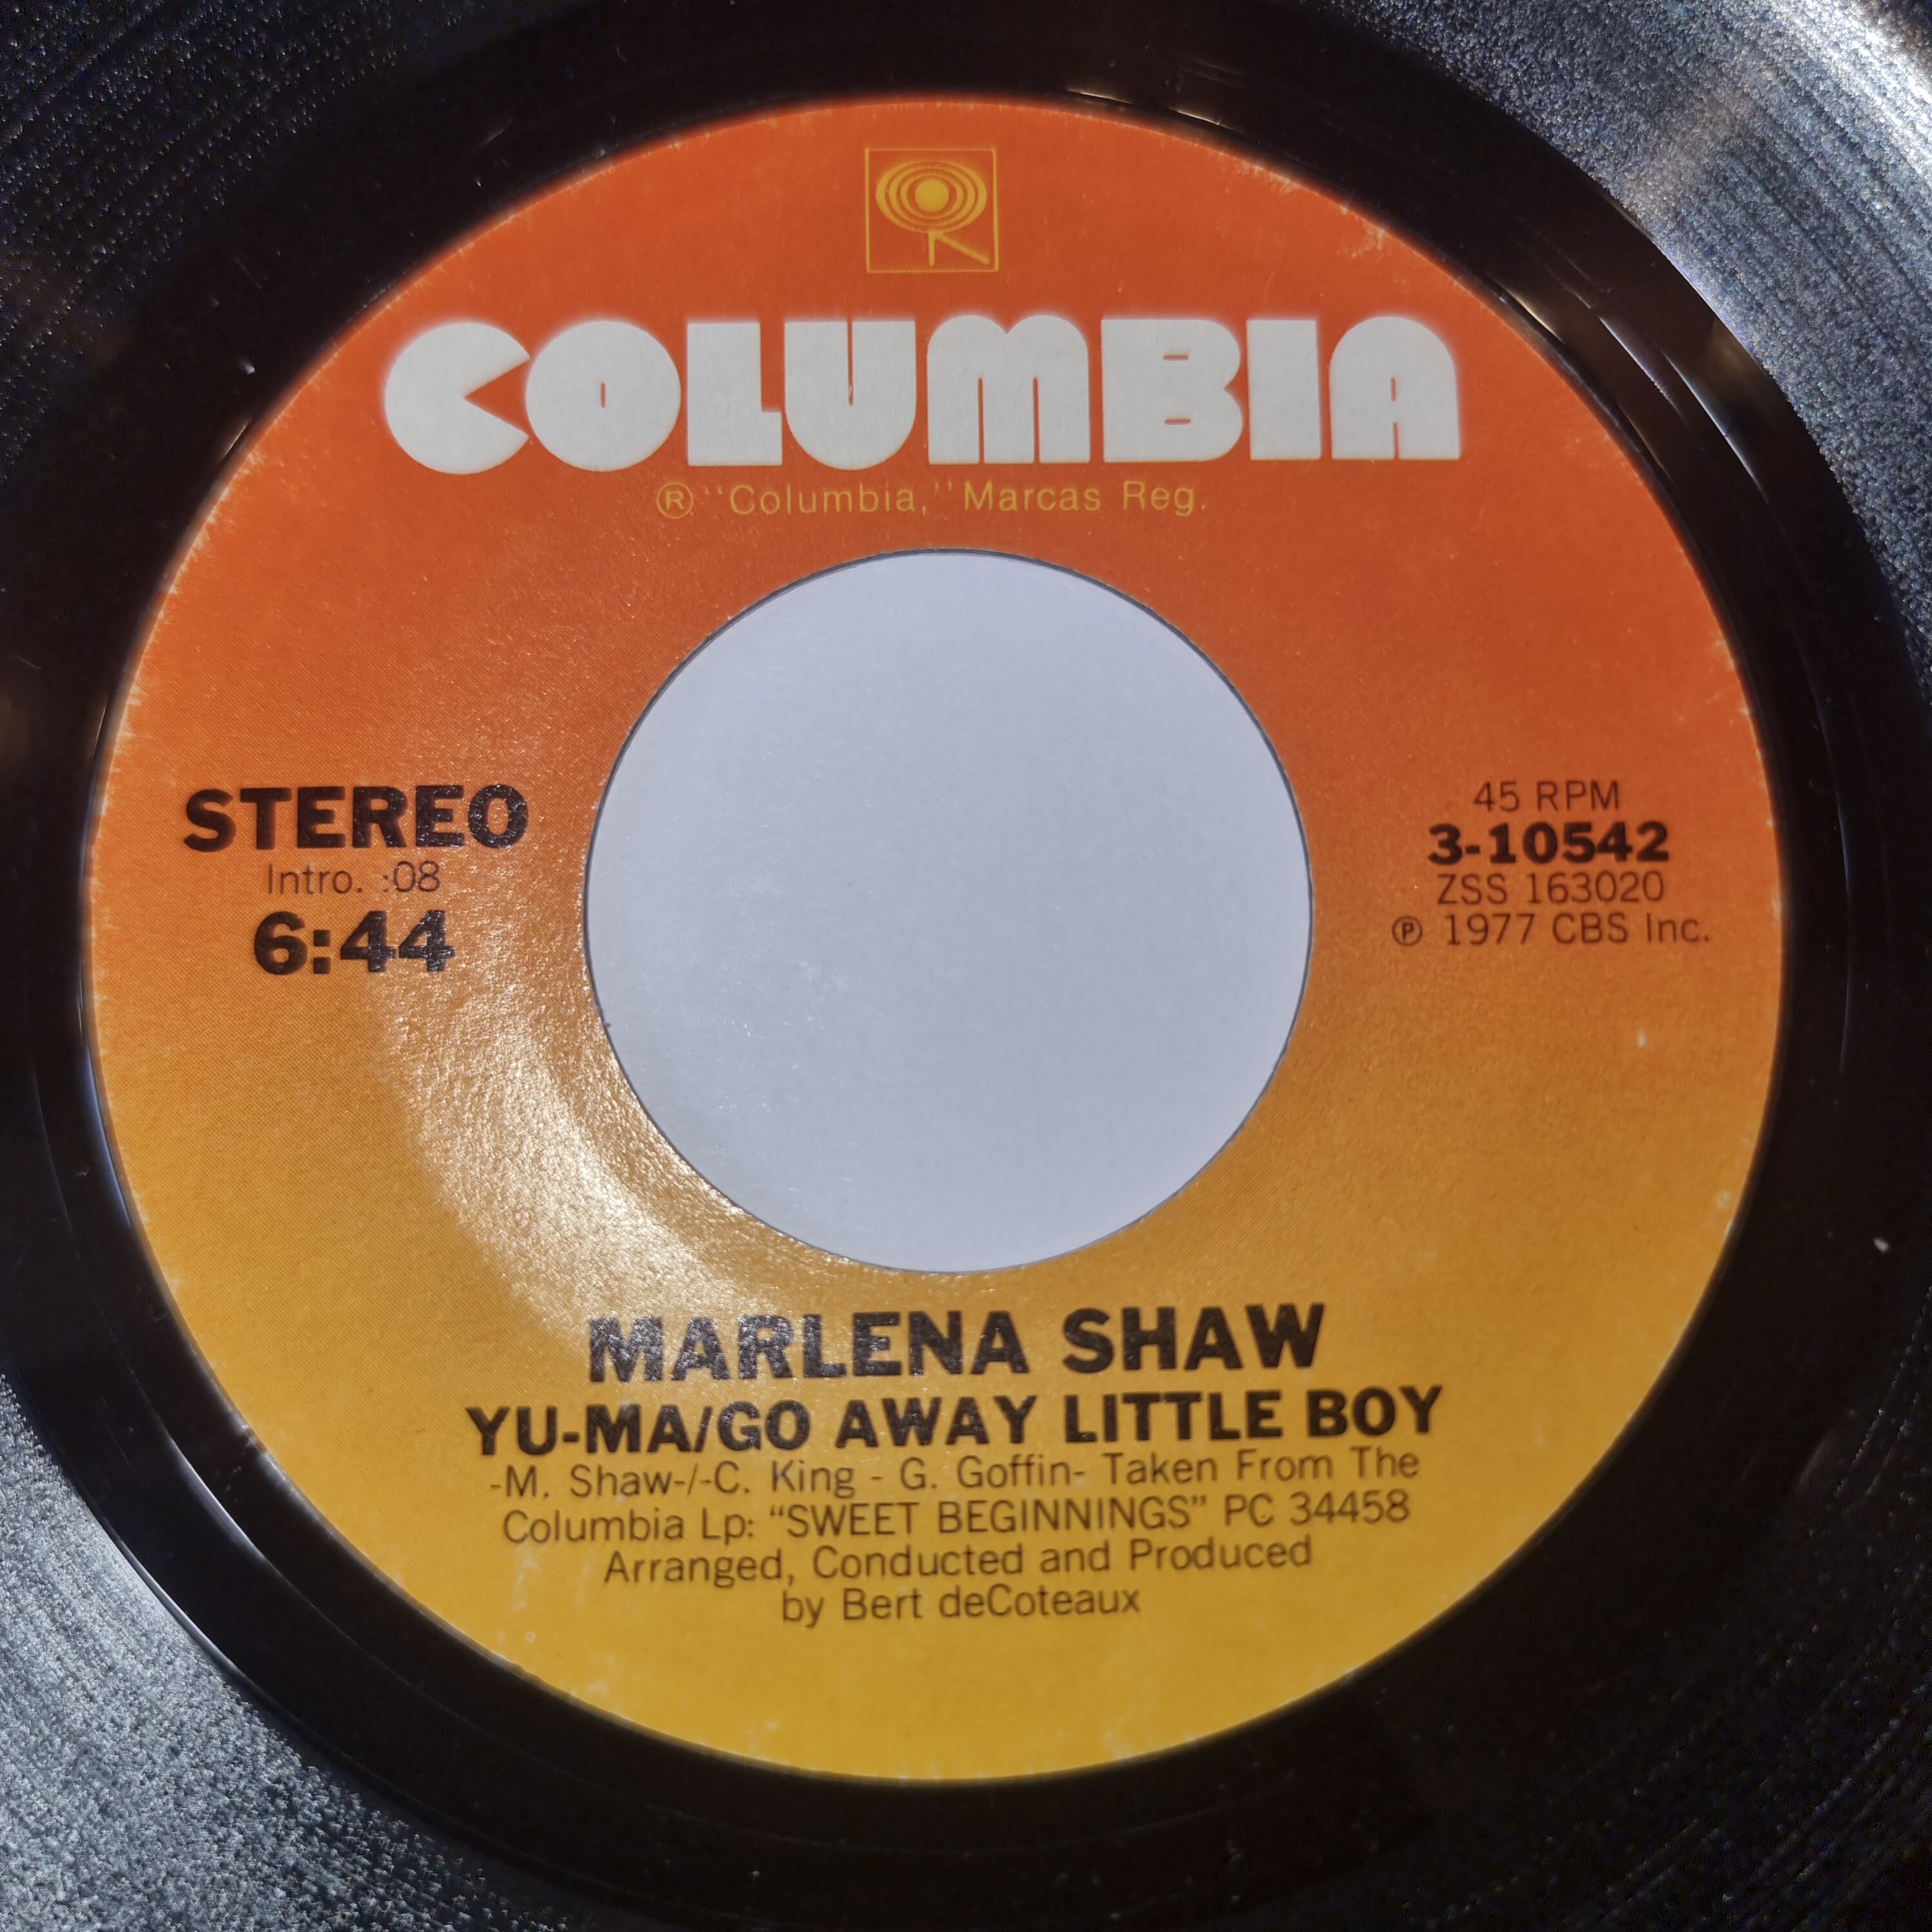 COLUMBIA
® "Columbia," Marcas Reg.
STEREO
Intro. :08
6:44
45 RPM
3-10542
ZSS 163020
℗ 1977 CBS Inc.
MARLENA SHAW
YU-MA/GO AWAY LITTLE BOY
-M. Shaw-/-C. King - G. Goffin- Taken From The
Columbia Lp: “SWEET BEGINNINGS” PC 34458
Arranged, Conducted and Produced
by Bert deCoteaux